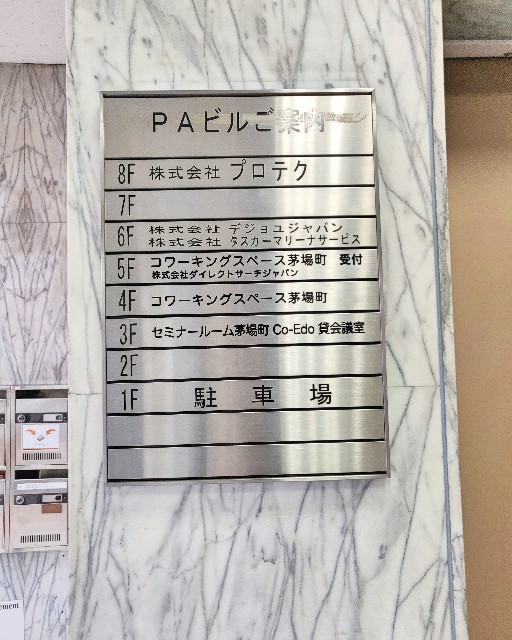 PAビルご案内
8F 株式会社 プロテク
7F
6F 株式会社 デジョユジャパン
株式会社 タスカーマリーナサービス
5F コワーキングスペース茅場町 受付
株式会社ダイレクトサーチジャパン
4F コワーキングスペース茅場町
3F セミナールーム茅場町 Co-Edo 貸会議室
2F
1F 駐車場
ement